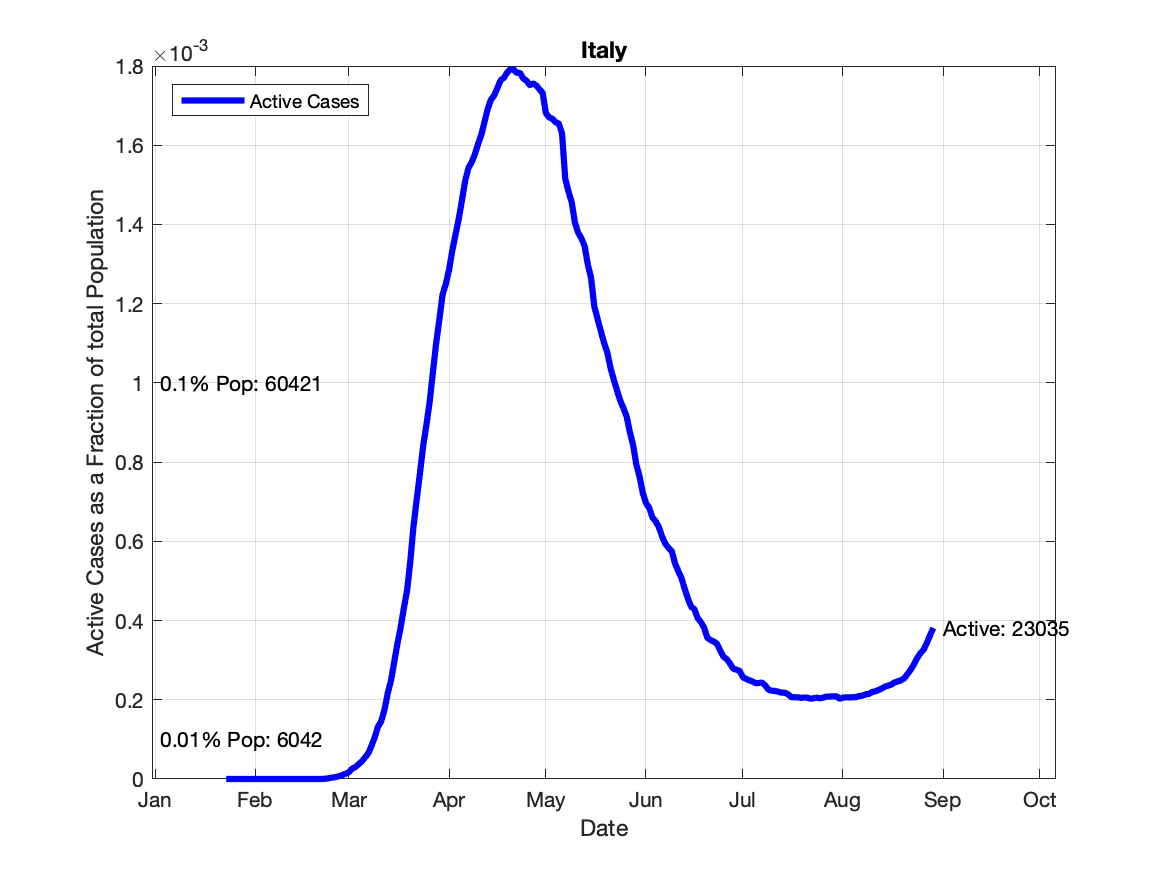 Italy
×10-3
1.8
1.6
1.4
1.2
1
0.8
0.6
0.4
0.2
0
Active Cases as a Fraction of total Population
Active Cases
0.1% Pop: 60421
0.01% Pop: 6042
Active: 23035
Jan Feb Mar Apr May Jun Jul Aug Sep Oct
Date